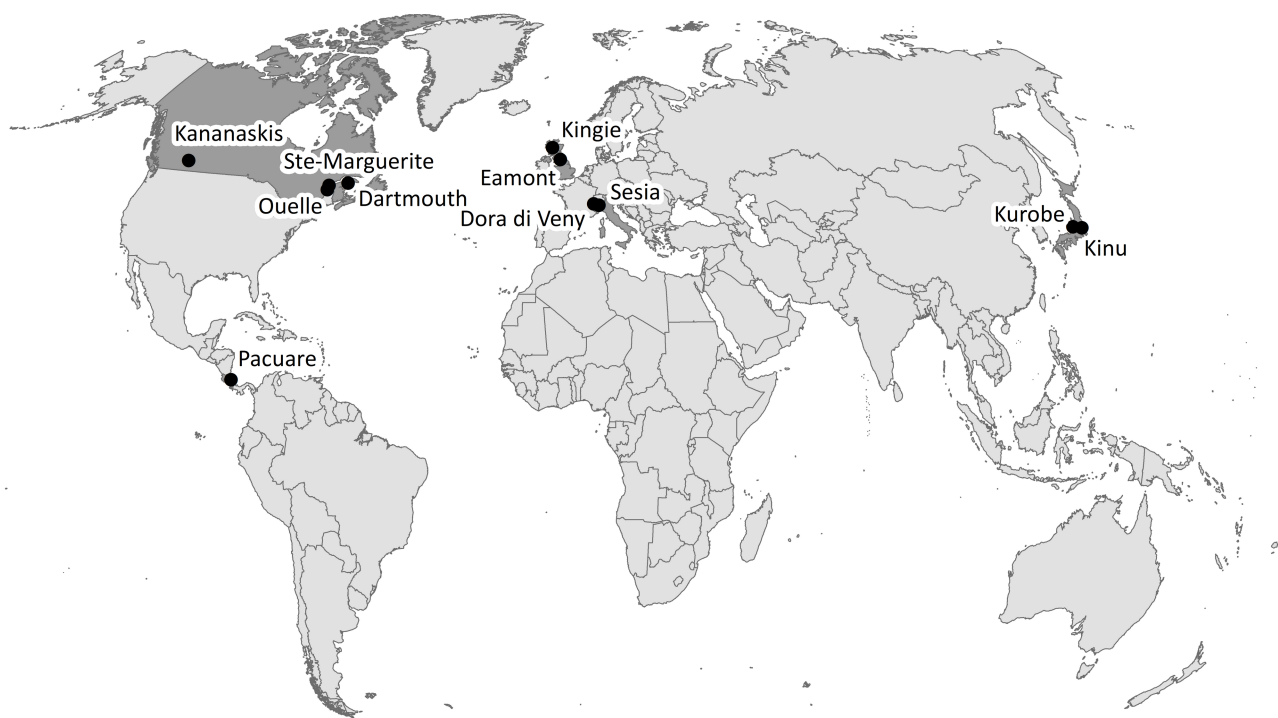 Kingie
Kananaskis
Ste-Marguerite
Eamont
Sesia
Dartmouth
Ouelle
Dora di Veny
Kurobe
Kinu
Pacuare